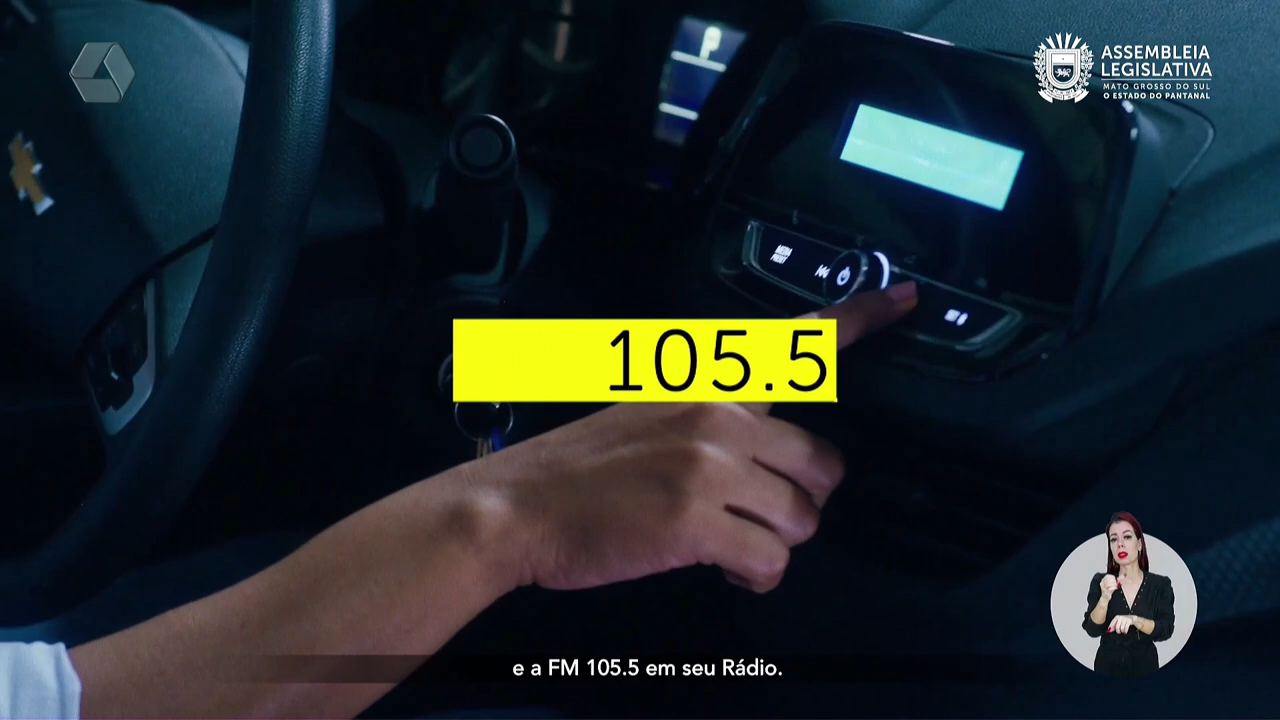 ASSEMBLEIA
LEGISLATIVA
MATO GROSSO DO SUL
O ESTADO DO PANTANAL
P
105.5
e a FM 105.5 em seu Rádio.